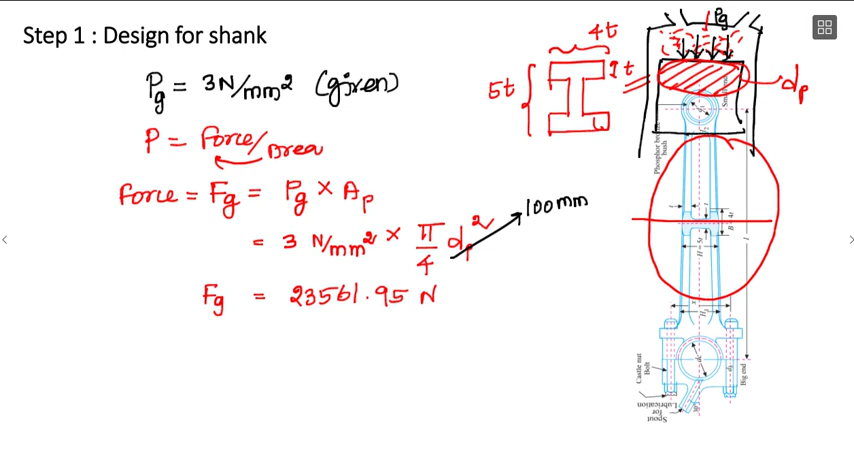 Step 1 : Design for shank
Pg = 3N/mm² (given)
P = Force/Area
Force = Fg = Pg × Ap
= 3 N/mm² × π/4 dp²
100mm
Fg = 23561.95 N
4t
5t
t
Pg
dp
Phosphor bronze bush
B = 4t
H = 5t
l
Castle nut
Bolt
Big end
Lubrication
for
Spout